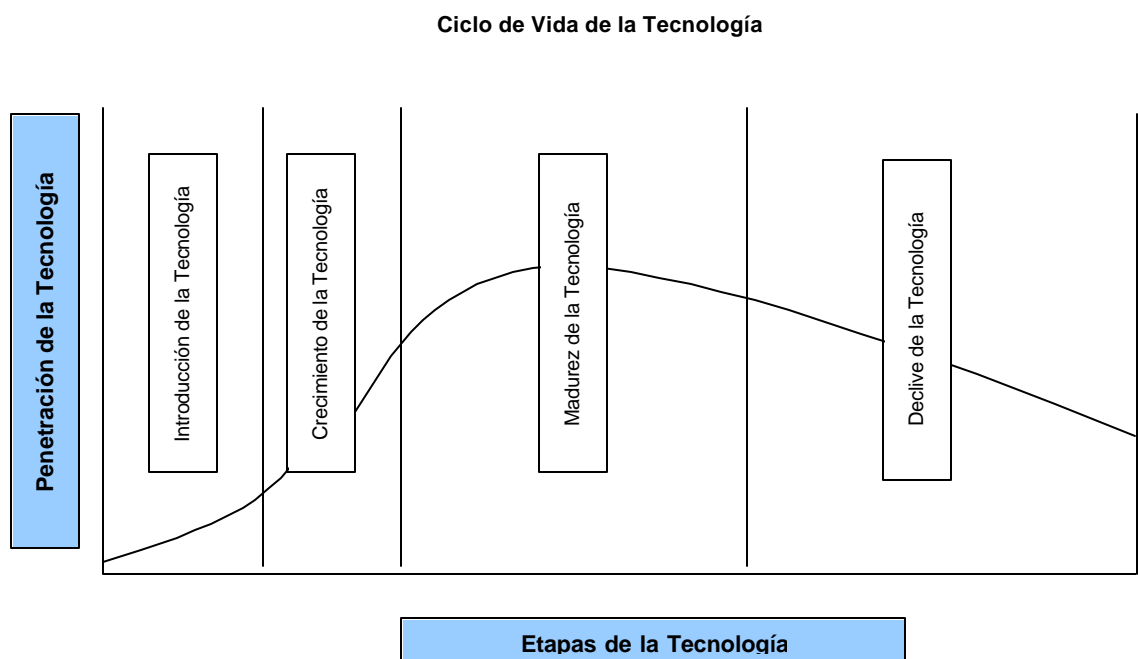 Ciclo de Vida de la Tecnología
Penetración de la Tecnología
Introducción de la Tecnología
Crecimiento de la Tecnología
Madurez de la Tecnología
Declive de la Tecnología
Etapas de la Tecnología